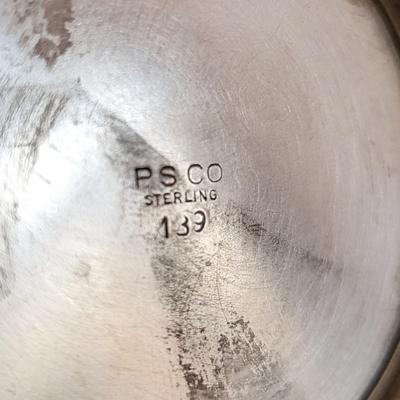 P S CO
STERLING
139